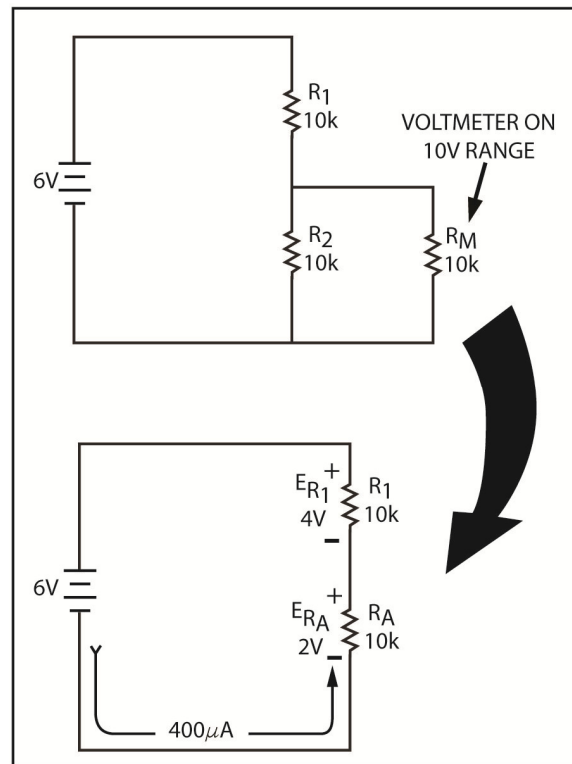 R1
10k
VOLTMETER ON
10V RANGE
6V
R2
10k
RM
10k
+
ER1
4V
R1
10k
6V
+
ERA
2V
RA
10k
400μA